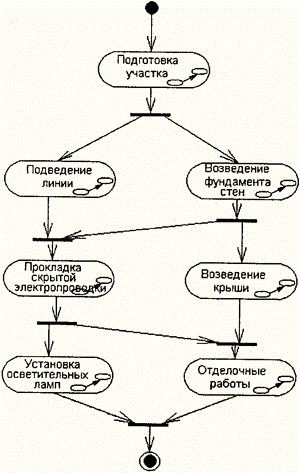 Подготовка
участка
Подведение
линии
Возведение
фундамента
стен
Прокладка
скрытой
электропроводки
Возведение
крыши
Установка
осветительных
ламп
Отделочные
работы